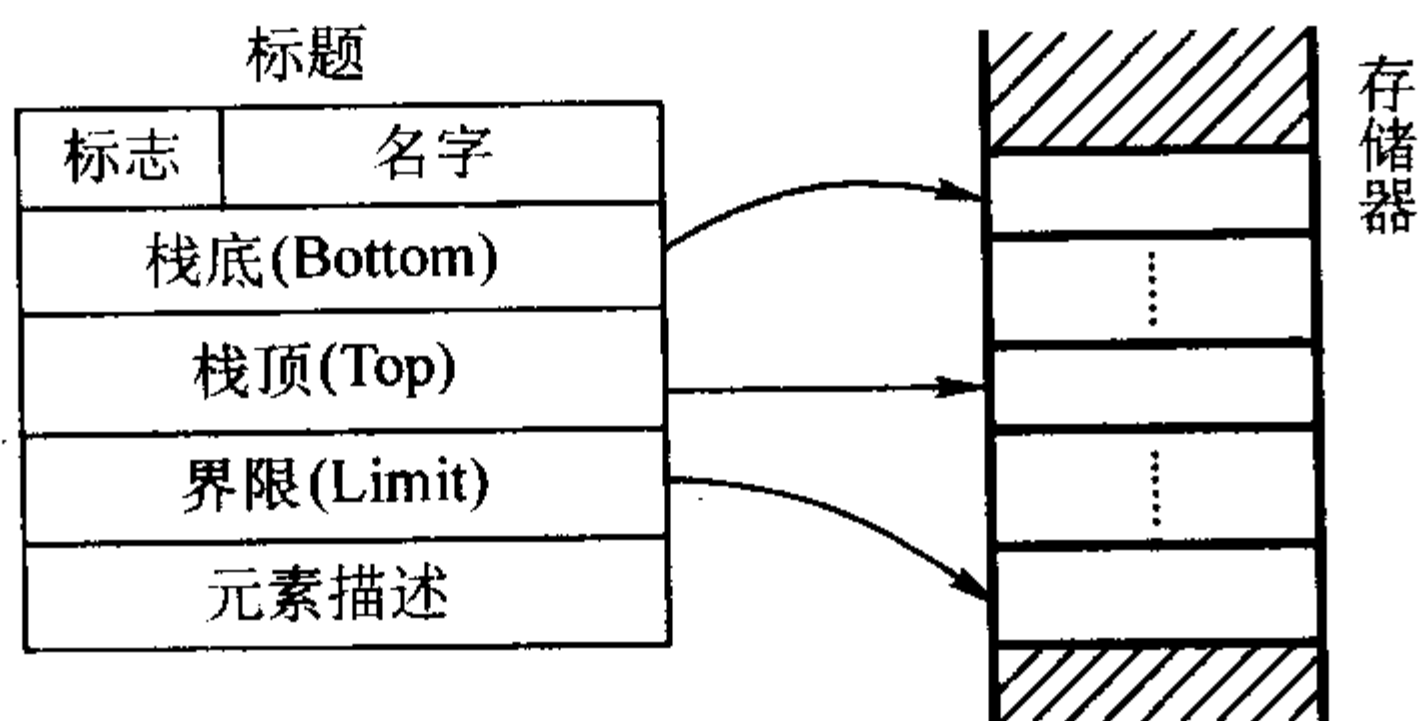 标题
标志 名字
栈底(Bottom)
栈顶(Top)
界限(Limit)
元素描述
存储器